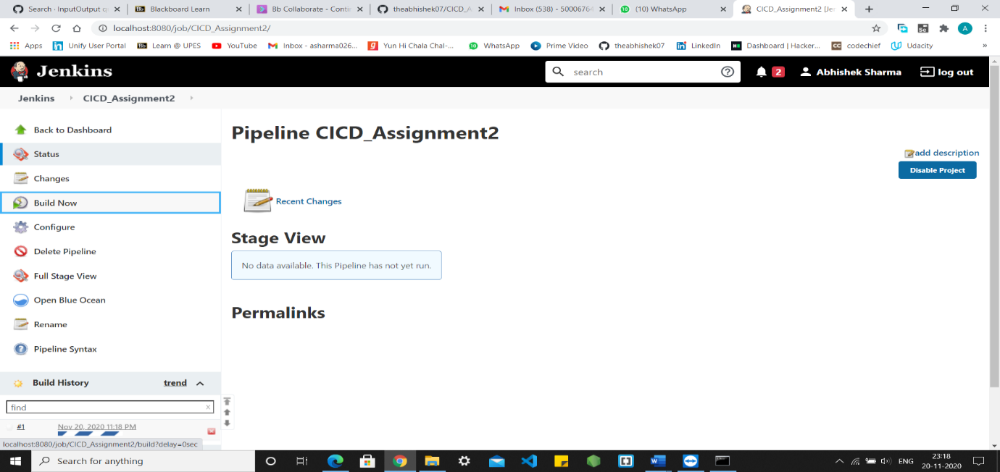 Search · InputOutput q
Blackboard Learn
Bb Collaborate - Contin
theabhishek07/CICD_A
Inbox (538) - 50006764
(10) WhatsApp
CICD_Assignment2 [Jen
localhost:8080/job/CICD_Assignment2/
Apps
Unify User Portal
Learn @ UPES
YouTube
Inbox - asharma026...
Yun Hi Chala Chal-...
WhatsApp
Prime Video
theabhishek07
LinkedIn
Dashboard | Hacker...
codechief
Udacity
»
Jenkins
search
2
Abhishek Sharma
log out
Jenkins
CICD_Assignment2
Back to Dashboard
Status
Changes
Build Now
Configure
Delete Pipeline
Full Stage View
Open Blue Ocean
Rename
Pipeline Syntax
Build History
trend
find
x
#1
Nov 20, 2020 11:18 PM
localhost:8080/job/CICD_Assignment2/build?delay=0sec
Pipeline CICD_Assignment2
add description
Disable Project
Recent Changes
Stage View
No data available. This Pipeline has not yet run.
Permalinks
Search for anything
ENG
23:18
20-11-2020